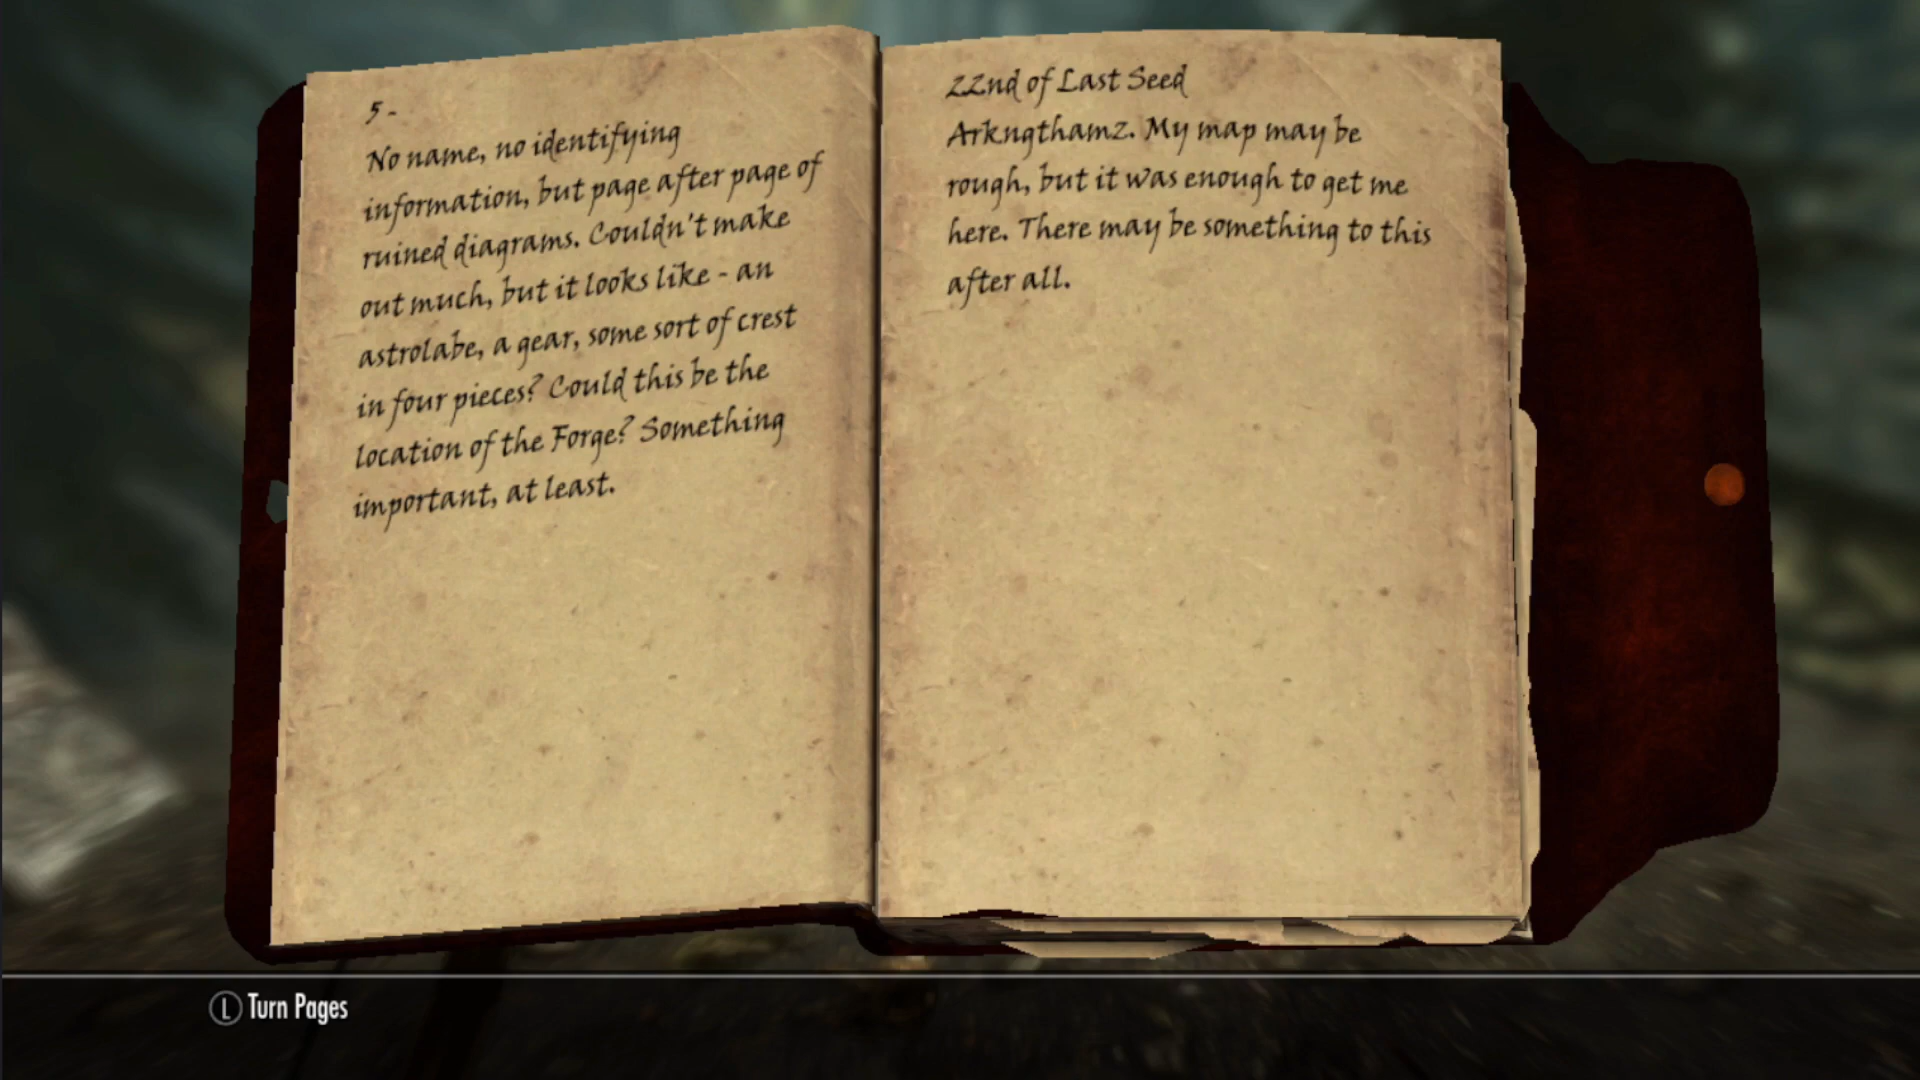 5 -
No name, no identifying
information, but page after page of
ruined diagrams. Couldn't make
out much, but it looks like - an
astrolabe, a gear, some sort of crest
in four pieces? Could this be the
location of the Forge? Something
important, at least.
22nd of Last Seed
Arkngthamz. My map may be
rough, but it was enough to get me
here. There may be something to this
after all.
L Turn Pages